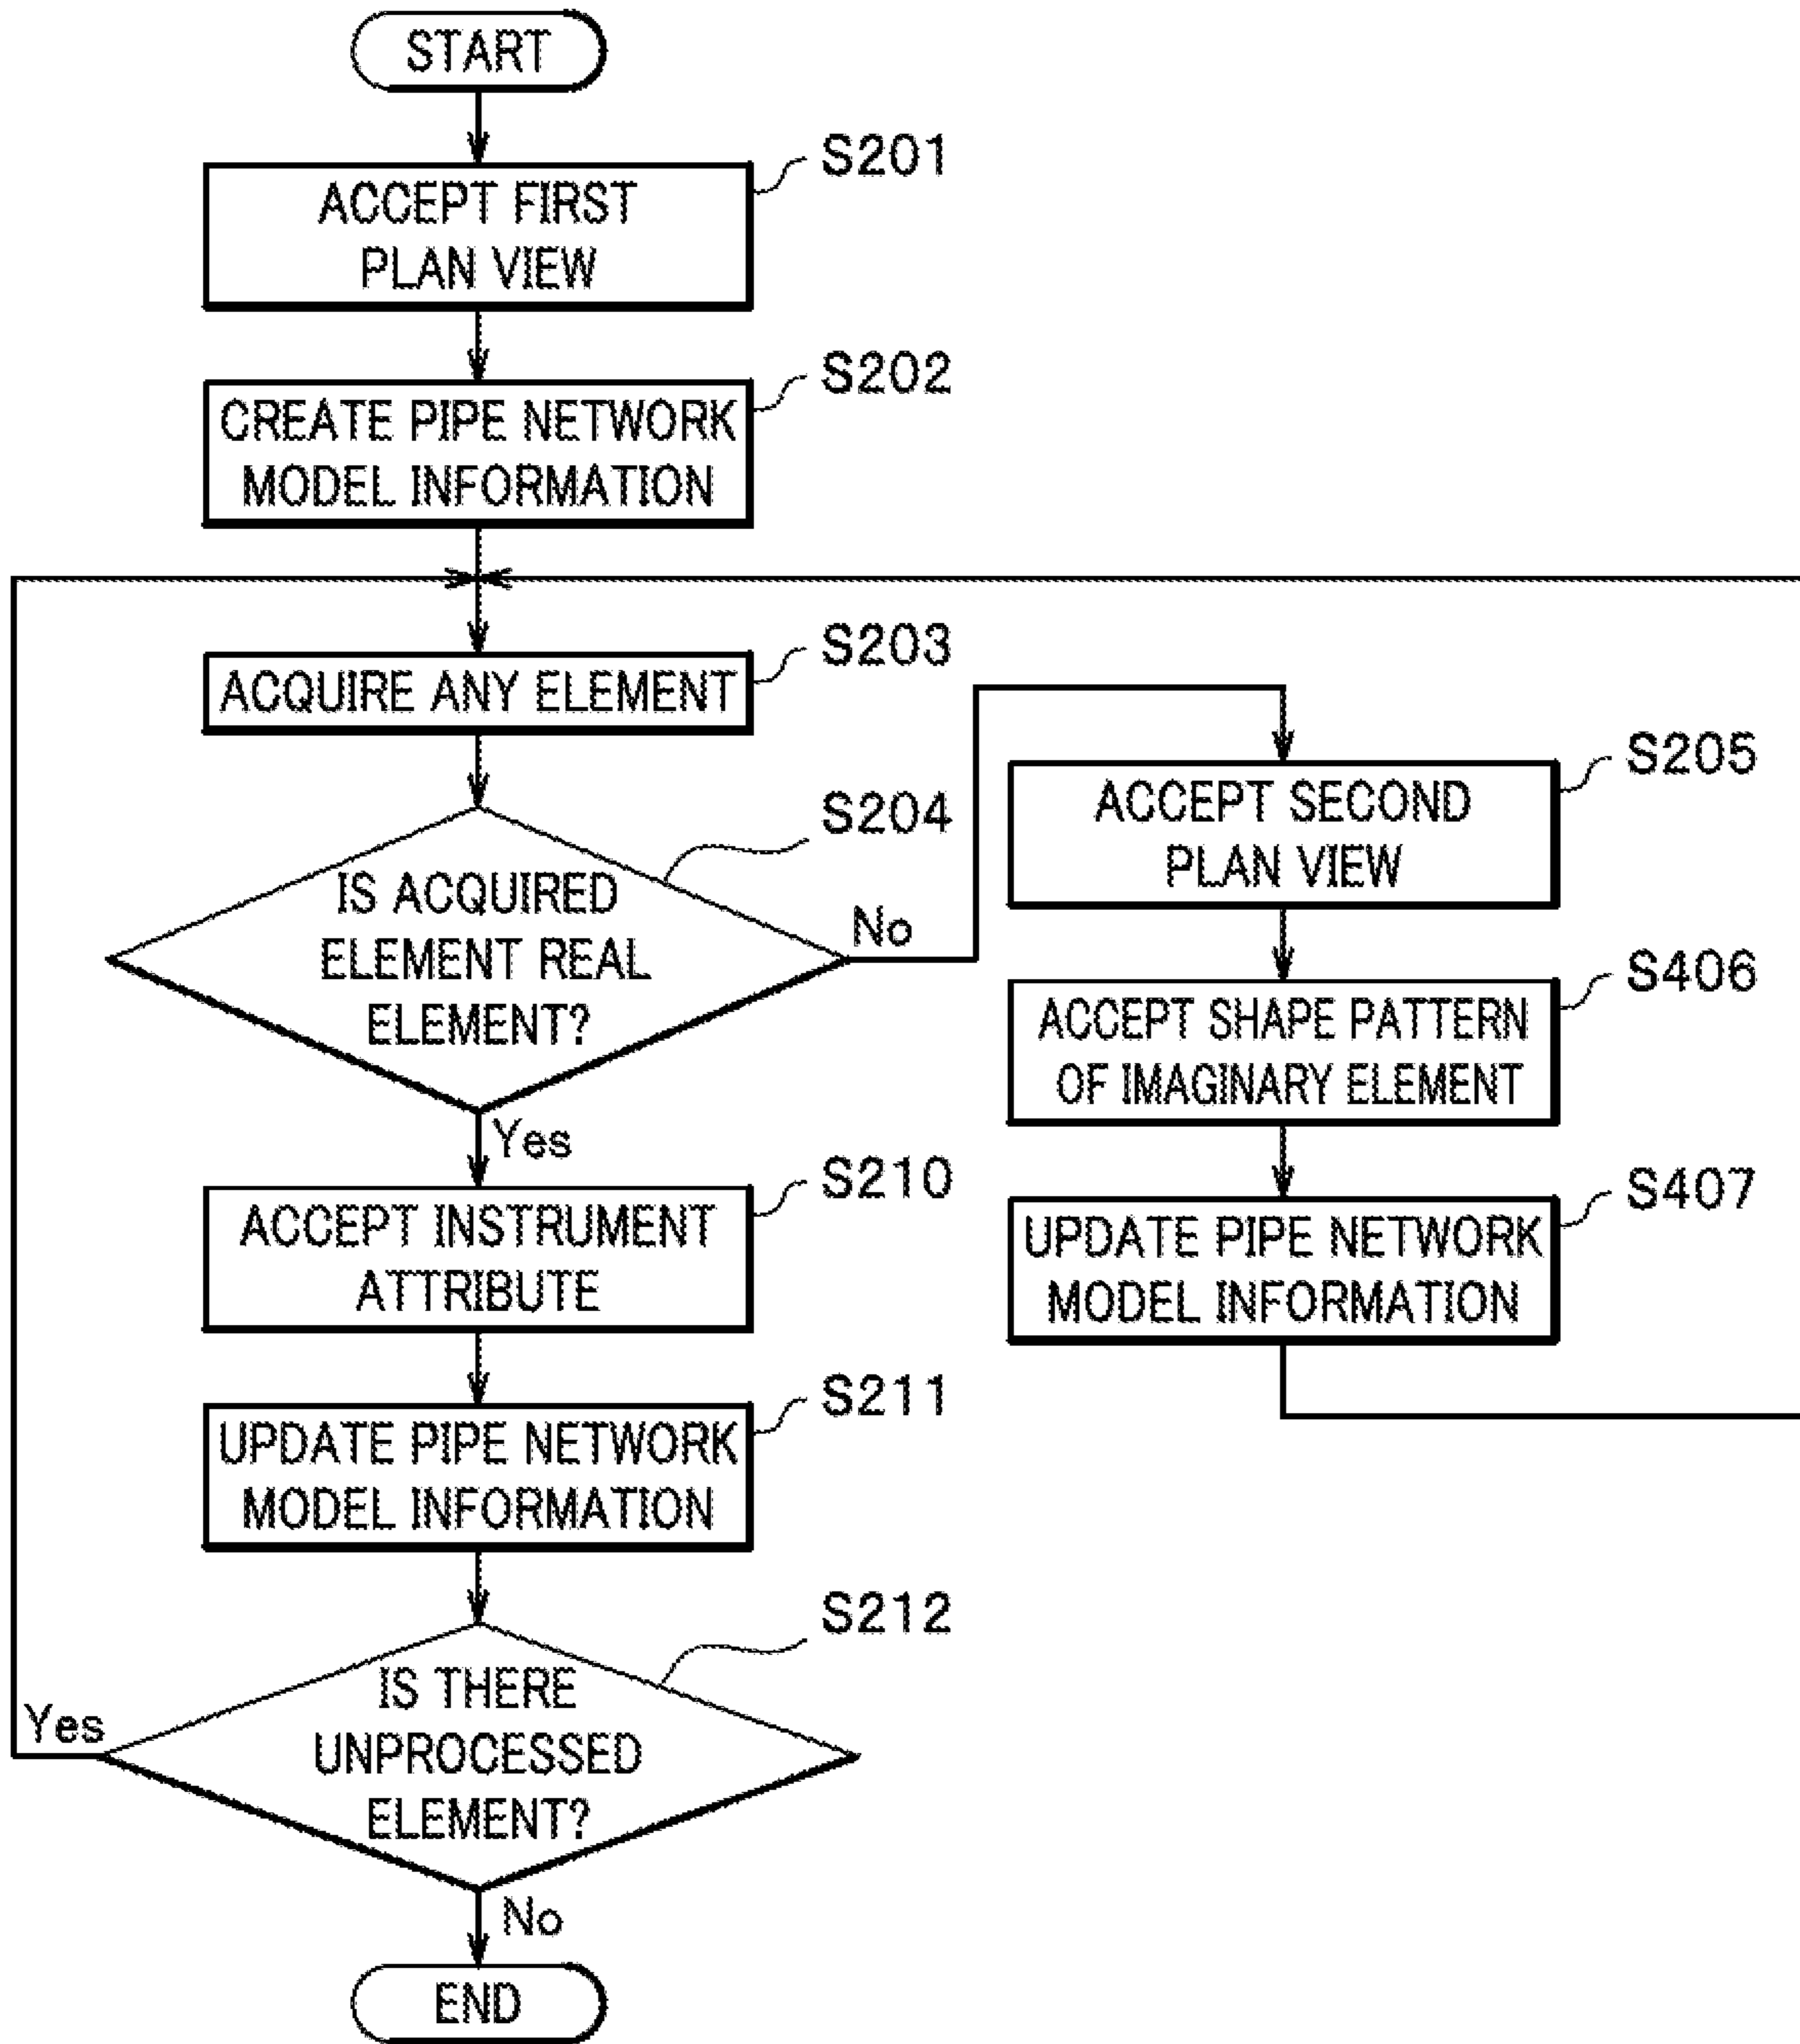 START
S201
ACCEPT FIRST
PLAN VIEW
S202
CREATE PIPE NETWORK
MODEL INFORMATION
S203
ACQUIRE ANY ELEMENT
S204
IS ACQUIRED
ELEMENT REAL
ELEMENT?
No
Yes
S205
ACCEPT SECOND
PLAN VIEW
S406
ACCEPT SHAPE PATTERN
OF IMAGINARY ELEMENT
S407
UPDATE PIPE NETWORK
MODEL INFORMATION
S210
ACCEPT INSTRUMENT
ATTRIBUTE
S211
UPDATE PIPE NETWORK
MODEL INFORMATION
S212
IS THERE
UNPROCESSED
ELEMENT?
Yes
No
END